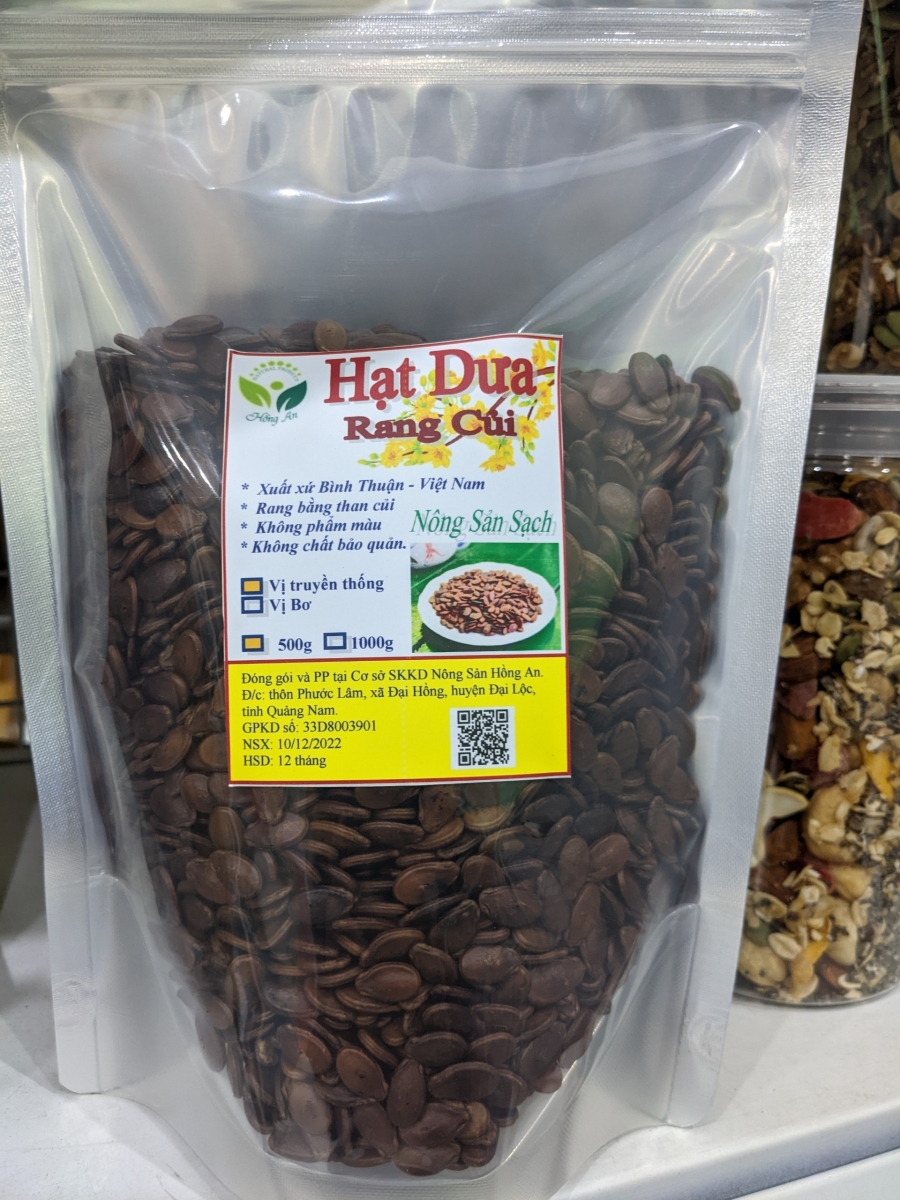 NATURAL PRODUCTS
Hồng An
Hạt Dưa
Rang Củi
* Xuất xứ Bình Thuận - Việt Nam
* Rang bằng than củi
* Không phẩm màu
* Không chất bảo quản.
Nông Sản Sạch
Vị truyền thống
Vị Bơ
500g 1000g
Đóng gói và PP tại Cơ sở SKKD Nông Sản Hồng An.
Đ/c: thôn Phước Lâm, xã Đại Hồng, huyện Đại Lộc,
tỉnh Quảng Nam.
GPKD số: 33D8003901
NSX: 10/12/2022
HSD: 12 tháng